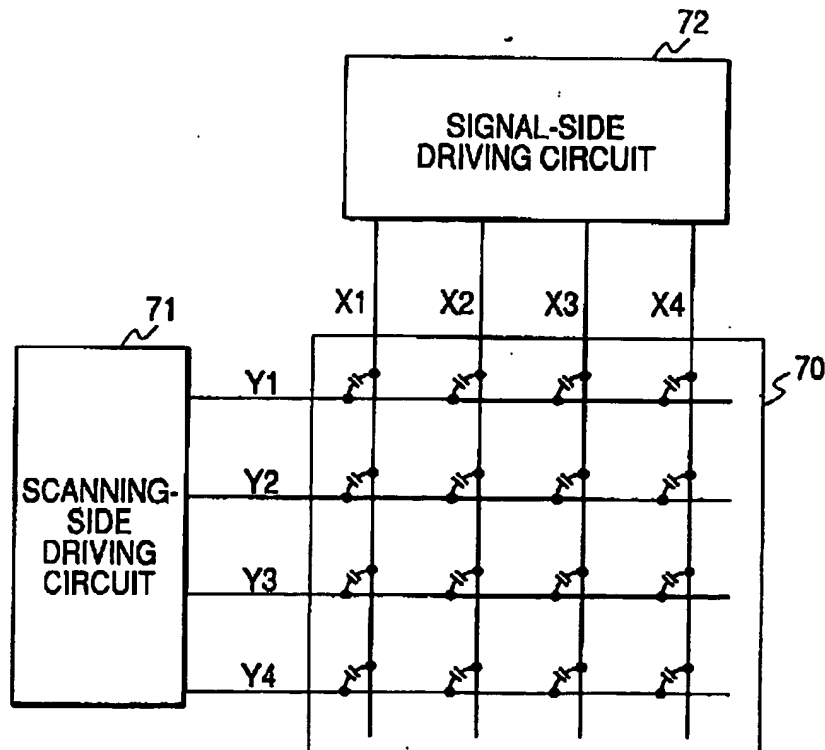 72
SIGNAL-SIDE
DRIVING CIRCUIT
X1 X2 X3 X4
71
70
Y1
Y2
SCANNING-
SIDE
DRIVING
CIRCUIT
Y3
Y4